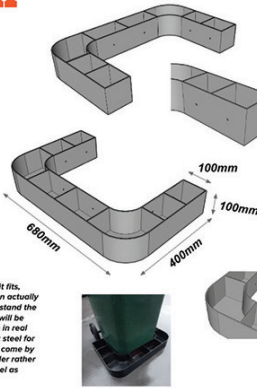 100mm
100mm
680mm
400mm
it fits,
n actually
stand the
will be
in real
steel for
come by
ler rather
el as